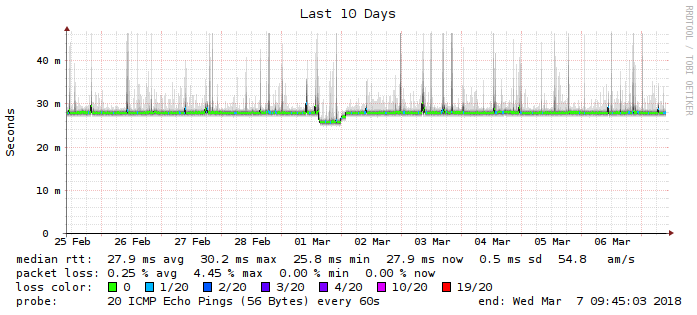 Last 10 Days
RRDTOOL / TOBI OETIKER
Seconds
40 m
30 m
20 m
10 m
0
25 Feb 26 Feb 27 Feb 28 Feb 01 Mar 02 Mar 03 Mar 04 Mar 05 Mar 06 Mar
median rtt: 27.9 ms avg 30.2 ms max 25.8 ms min 27.9 ms now 0.5 ms sd 54.8 am/s
packet loss: 0.25 % avg 4.45 % max 0.00 % min 0.00 % now
loss color: 0 1/20 2/20 3/20 4/20 10/20 19/20
probe: 20 ICMP Echo Pings (56 Bytes) every 60s end: Wed Mar 7 09:45:03 2018